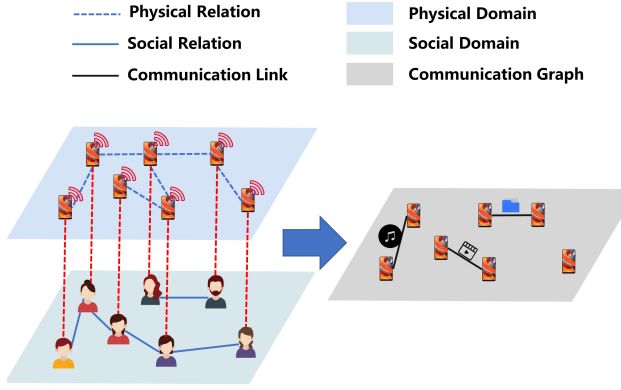 Physical Relation
Physical Domain
Social Relation
Social Domain
Communication Link
Communication Graph